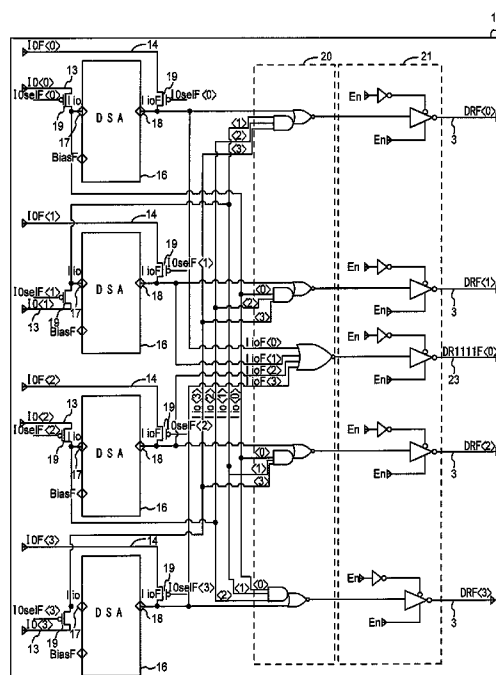 1
IOF<0>
13
14
20
21
IO<0>
19
IOselF<0>
Iio
IioF
IOselF<0>
En
DRF<0>
19
17
DSA
18
<1>
<2>
<3>
En
3
BiasF
16
IOF<1>
14
19
IOselF<1>
En
DRF<1>
Iio
IioF
IOselF<1>
DSA
<0>
<2>
<3>
IO<1>
17
18
En
3
13
19
BiasF
IioF<0>
IioF<1>
IioF<2>
IioF<3>
En
DR1111F<0>
16
En
23
IOF<2>
14
Iio<3>
Iio<2>
Iio<1>
Iio<0>
IO<2>
13
19
IOselF<2>
En
DRF<2>
IOselF<2>
Iio
IioF
DSA
<0>
<1>
<3>
19
17
18
En
3
BiasF
16
IOF<3>
14
19
IOselF<3>
En
DRF<3>
Iio
IioF
IOselF<3>
DSA
<0>
<1>
<2>
IO<3>
17
18
En
3
13
19
BiasF
16